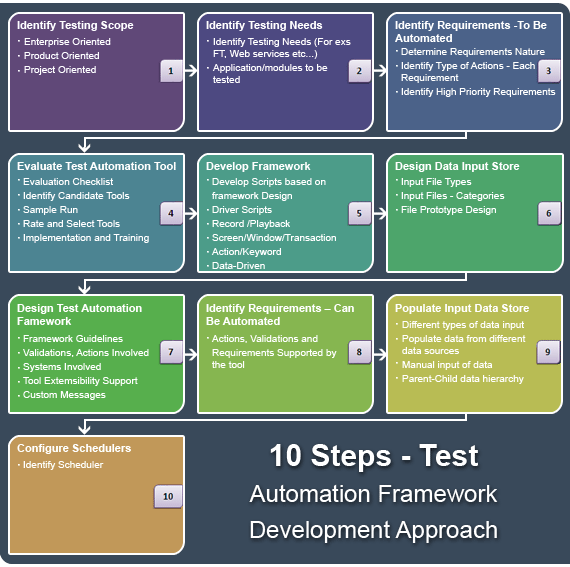 Identify Testing Scope
· Enterprise Oriented
· Product Oriented
· Project Oriented
1
Identify Testing Needs
· Identify Testing Needs (For exs
FT, Web services etc...)
· Application/modules to be
tested
2
Identify Requirements -To Be
Automated
· Determine Requirements Nature
· Identify Type of Actions - Each
Requirement
· Identify High Priority Requirements
3
Evaluate Test Automation Tool
· Evaluation Checklist
· Identify Candidate Tools
· Sample Run
· Rate and Select Tools
· Implementation and Training
4
Develop Framework
· Develop Scripts based on
framework Design
· Driver Scripts
· Record /Playback
· Screen/Window/Transaction
· Action/Keyword
· Data-Driven
5
Design Data Input Store
· Input File Types
· Input Files - Categories
· File Prototype Design
6
Design Test Automation
Famework
· Framework Guidelines
· Validations, Actions Involved
· Systems Involved
· Tool Extemsibility Support
· Custom Messages
7
Identify Requirements – Can
Be Automated
· Actions, Validations and
Requirements Supported by
the tool
8
Populate Input Data Store
· Different types of data input
· Populate data from different
data sources
· Manual input of data
· Parent-Child data hierarchy
9
Configure Schedulers
· Identify Scheduler
10
10 Steps - Test
Automation Framework
Development Approach